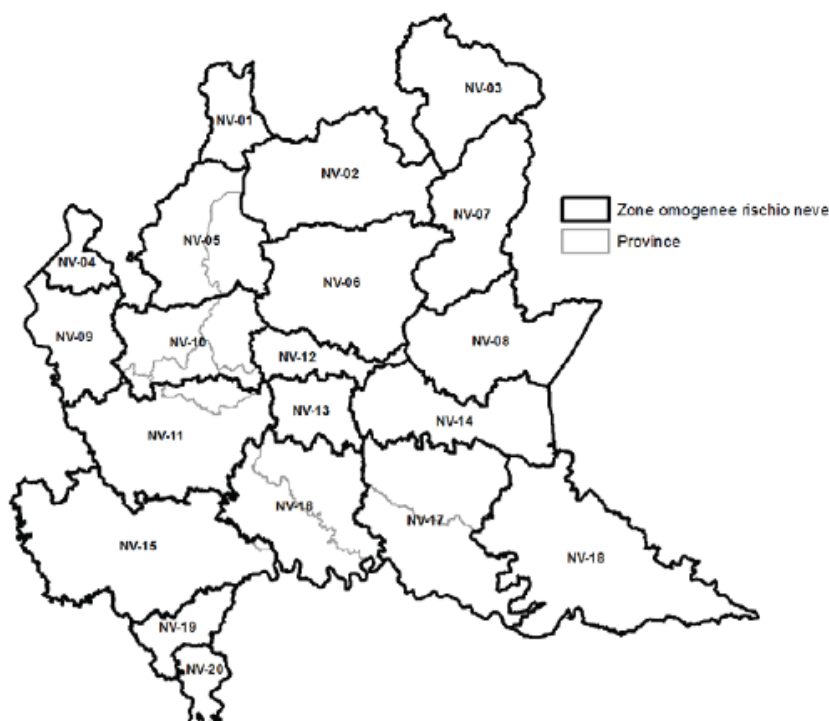 NV-03
NV-01
NV-02
NV-07
Zone omogenee rischio neve
Province
NV-05
NV-04
NV-06
NV-09
NV-10
NV-08
NV-12
NV-13
NV-14
NV-11
NV-16
NV-17
NV-15
NV-18
NV-19
NV-20